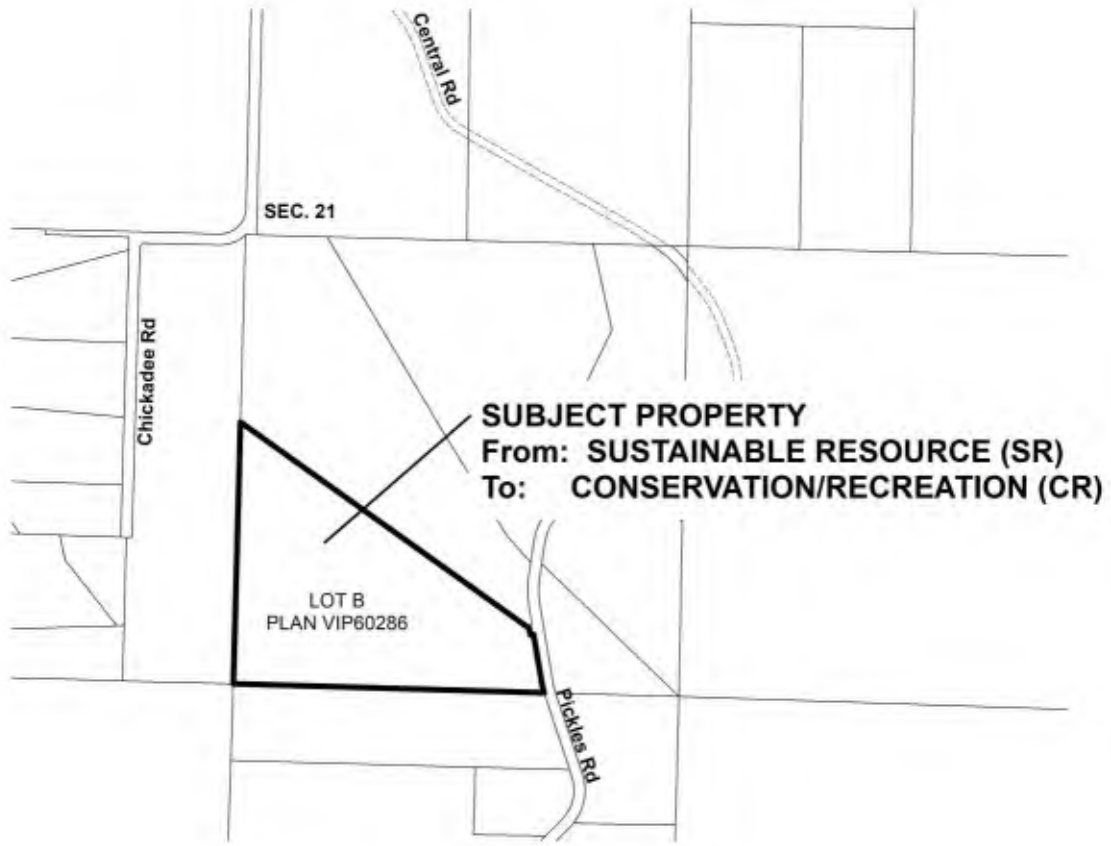 Central Rd
SEC. 21
Chickadee Rd
SUBJECT PROPERTY
From: SUSTAINABLE RESOURCE (SR)
To: CONSERVATION/RECREATION (CR)
LOT B
PLAN VIP60286
Pickles Rd